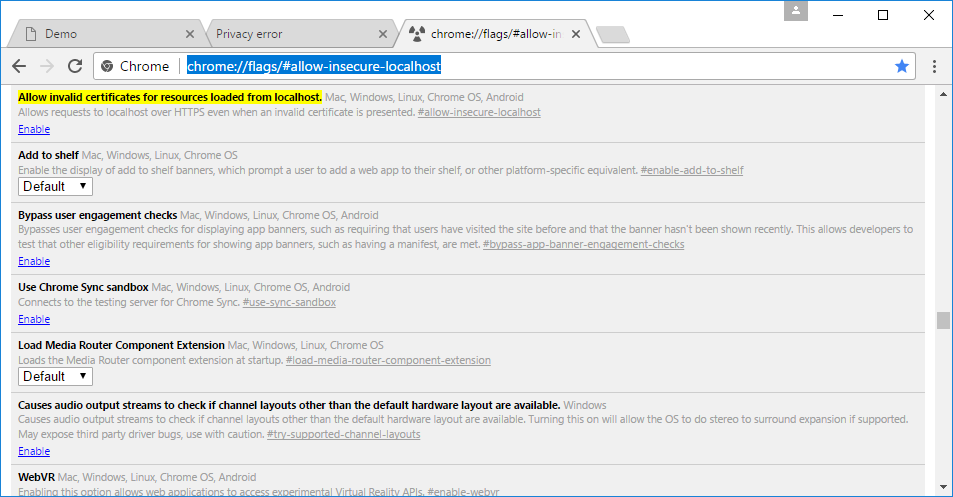 Demo
Privacy error
chrome://flags/#allow-in
Chrome
chrome://flags/#allow-insecure-localhost
Allow invalid certificates for resources loaded from localhost. Mac, Windows, Linux, Chrome OS, Android
Allows requests to localhost over HTTPS even when an invalid certificate is presented. #allow-insecure-localhost
Enable
Add to shelf Mac, Windows, Linux, Chrome OS
Enable the display of add to shelf banners, which prompt a user to add a web app to their shelf, or other platform-specific equivalent. #enable-add-to-shelf
Default
Bypass user engagement checks Mac, Windows, Linux, Chrome OS, Android
Bypasses user engagement checks for displaying app banners, such as requiring that users have visited the site before and that the banner hasn't been shown recently. This allows developers to
test that other eligibility requirements for showing app banners, such as having a manifest, are met. #bypass-app-banner-engagement-checks
Enable
Use Chrome Sync sandbox Mac, Windows, Linux, Chrome OS, Android
Connects to the testing server for Chrome Sync. #use-sync-sandbox
Enable
Load Media Router Component Extension Mac, Windows, Linux, Chrome OS
Loads the Media Router component extension at startup. #load-media-router-component-extension
Default
Causes audio output streams to check if channel layouts other than the default hardware layout are available. Windows
Causes audio output streams to check if channel layouts other than the default hardware layout are available. Turning this on will allow the OS to do stereo to surround expansion if supported.
May expose third party driver bugs, use with caution. #try-supported-channel-layouts
Enable
WebVR Mac, Windows, Linux, Chrome OS, Android
Enabling this option allows web applications to access experimental Virtual Reality APIs. #enable-webvr